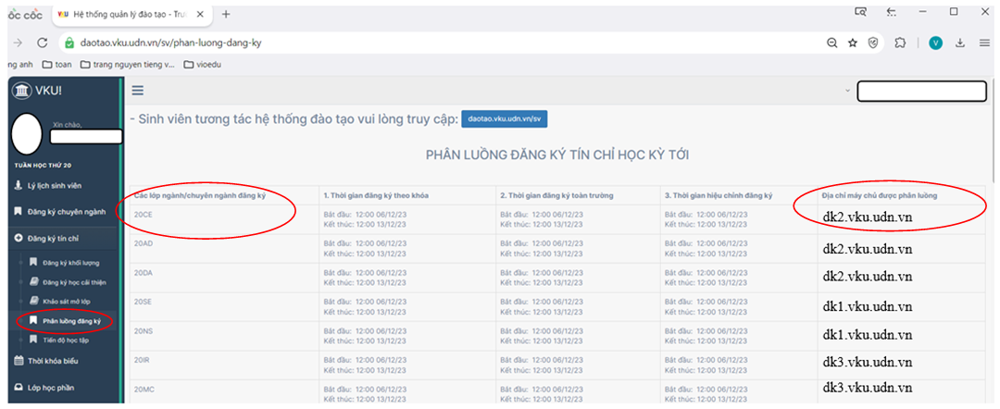 ốc cốc
Hệ thống quản lý đào tạo - Trư
daotao.vku.udn.vn/sv/phan-luong-dang-ky
V
ng anh
toan
trang nguyen tieng v...
vioedu
VKU!
Xin chào,
TUẦN HỌC THỨ 20
Lý lịch sinh viên
Đăng ký chuyên ngành
Đăng ký tín chỉ
Đăng ký khối lượng
Đăng ký học cải thiện
Khảo sát mở lớp
Phân luồng đăng ký
Tiến độ học tập
Thời khóa biểu
Lớp học phần
- Sinh viên tương tác hệ thống đào tạo vui lòng truy cập: daotao.vku.udn.vn/sv
PHÂN LUỒNG ĐĂNG KÝ TÍN CHỈ HỌC KỲ TỚI
Các lớp ngành/chuyên ngành đăng ký 1. Thời gian đăng ký theo khóa 2. Thời gian đăng ký toàn trường 3. Thời gian hiệu chỉnh đăng ký Địa chỉ máy chủ được phân luồng
20CE Bắt đầu: 12:00 06/12/23 Bắt đầu: 12:00 06/12/23 Bắt đầu: 12:00 06/12/23 dk2.vku.udn.vn
Kết thúc: 12:00 13/12/23 Kết thúc: 12:00 13/12/23 Kết thúc: 12:00 13/12/23
20AD Bắt đầu: 12:00 06/12/23 Bắt đầu: 12:00 06/12/23 Bắt đầu: 12:00 06/12/23 dk2.vku.udn.vn
Kết thúc: 12:00 13/12/23 Kết thúc: 12:00 13/12/23 Kết thúc: 12:00 13/12/23
20DA Bắt đầu: 12:00 06/12/23 Bắt đầu: 12:00 06/12/23 Bắt đầu: 12:00 06/12/23 dk2.vku.udn.vn
Kết thúc: 12:00 13/12/23 Kết thúc: 12:00 13/12/23 Kết thúc: 12:00 13/12/23
20SE Bắt đầu: 12:00 06/12/23 Bắt đầu: 12:00 06/12/23 Bắt đầu: 12:00 06/12/23 dk1.vku.udn.vn
Kết thúc: 12:00 13/12/23 Kết thúc: 12:00 13/12/23 Kết thúc: 12:00 13/12/23
20NS Bắt đầu: 12:00 06/12/23 Bắt đầu: 12:00 06/12/23 Bắt đầu: 12:00 06/12/23 dk1.vku.udn.vn
Kết thúc: 12:00 13/12/23 Kết thúc: 12:00 13/12/23 Kết thúc: 12:00 13/12/23
20IR Bắt đầu: 12:00 06/12/23 Bắt đầu: 12:00 06/12/23 Bắt đầu: 12:00 06/12/23 dk3.vku.udn.vn
Kết thúc: 12:00 13/12/23 Kết thúc: 12:00 13/12/23 Kết thúc: 12:00 13/12/23
20MC Bắt đầu: 12:00 06/12/23 Bắt đầu: 12:00 06/12/23 Bắt đầu: 12:00 06/12/23 dk3.vku.udn.vn
Kết thúc: 12:00 13/12/23 Kết thúc: 12:00 13/12/23 Kết thúc: 12:00 13/12/23